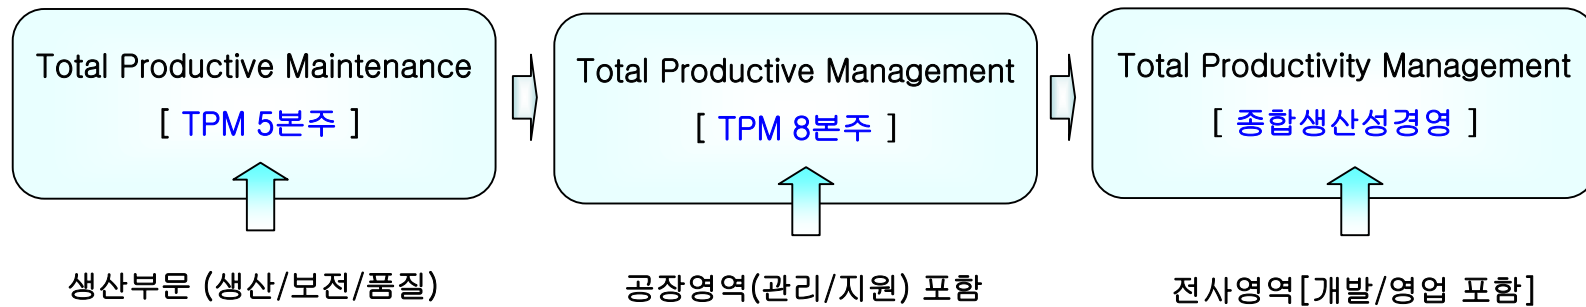 Total Productive Maintenance
[ TPM 5본주 ]
Total Productive Management
[ TPM 8본주 ]
Total Productivity Management
[ 종합생산성경영 ]
생산부문 (생산/보전/품질)
공장영역(관리/지원) 포함
전사영역[개발/영업 포함]